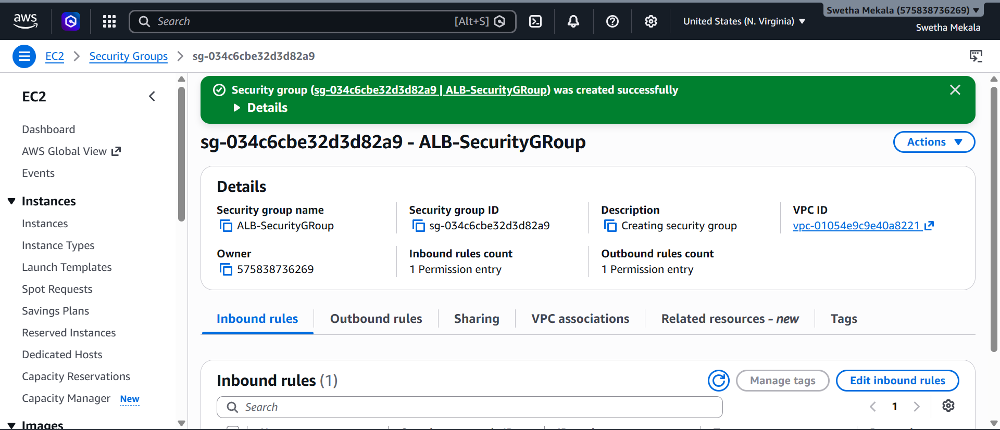 aws
Search
[Alt+S]
United States (N. Virginia)
Swetha Mekala (575838736269)
Swetha Mekala
EC2
Security Groups
sg-034c6cbe32d3d82a9
EC2
Dashboard
AWS Global View
Events
Instances
Instances
Instance Types
Launch Templates
Spot Requests
Savings Plans
Reserved Instances
Dedicated Hosts
Capacity Reservations
Capacity Manager New
Images
Security group (sg-034c6cbe32d3d82a9 | ALB-SecurityGRoup) was created successfully
Details
sg-034c6cbe32d3d82a9 - ALB-SecurityGRoup
Actions
Details
Security group name
ALB-SecurityGRoup
Security group ID
sg-034c6cbe32d3d82a9
Description
Creating security group
VPC ID
vpc-01054e9c9e40a8221
Owner
575838736269
Inbound rules count
1 Permission entry
Outbound rules count
1 Permission entry
Inbound rules
Outbound rules
Sharing
VPC associations
Related resources - new
Tags
Inbound rules (1)
Manage tags
Edit inbound rules
Search
1